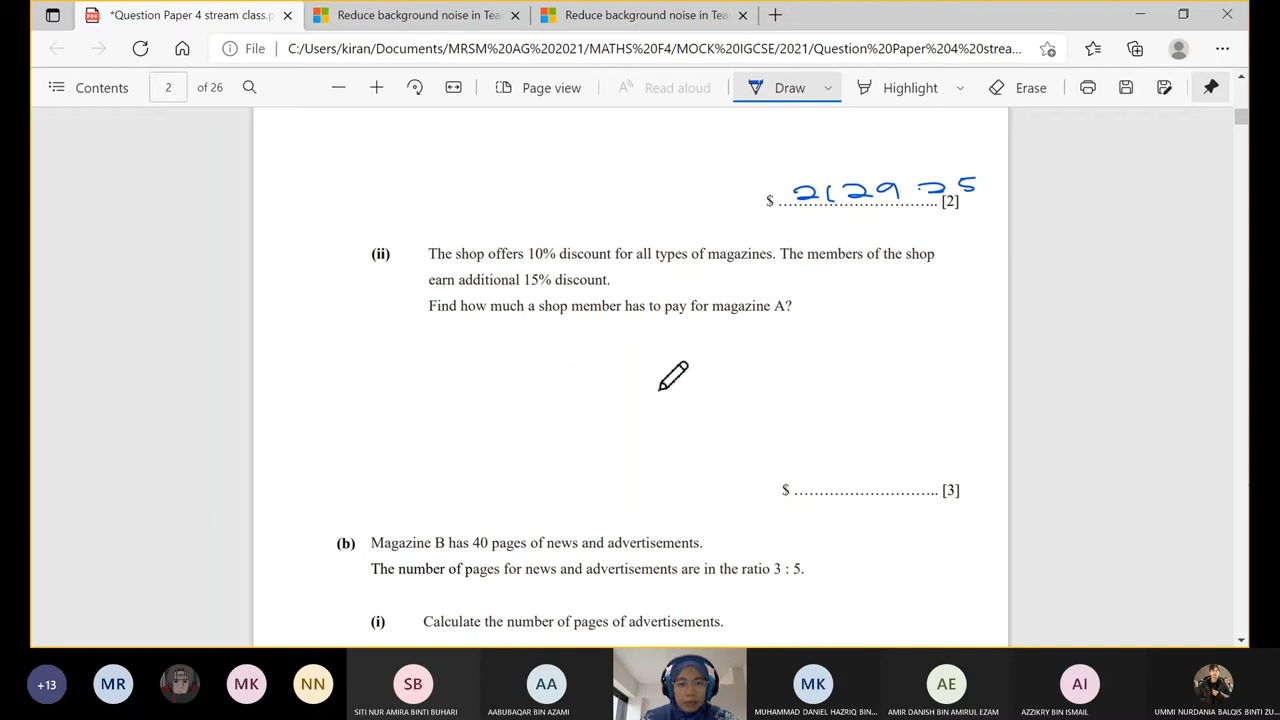 *Question Paper 4 stream class.p
Reduce background noise in Tea
Reduce background noise in Tea
File
C:/Users/kiran/Documents/MRSM%20AG%202021/MATHS%20F4/MOCK%20IGCSE/2021/Question%20Paper%204%20strea...
Contents
2
of 26
Page view
Read aloud
Draw
Highlight
Erase
$ 2129.25 [2]
(ii) The shop offers 10% discount for all types of magazines. The members of the shop
earn additional 15% discount.
Find how much a shop member has to pay for magazine A?
$ ……………………….. [3]
(b) Magazine B has 40 pages of news and advertisements.
The number of pages for news and advertisements are in the ratio 3 : 5.
(i) Calculate the number of pages of advertisements.
+13
MR
MK
NN
SB
AA
MK
AE
AI
SITI NUR AMIRA BINTI BUHARI
AABUBAQAR BIN AZAMI
MUHAMMAD DANIEL HAZRIQ BIN...
AMIR DANISH BIN AMIRUL EZAM
AZZIKRY BIN ISMAIL
UMMI NURDANIA BALQIS BINTI ZU...